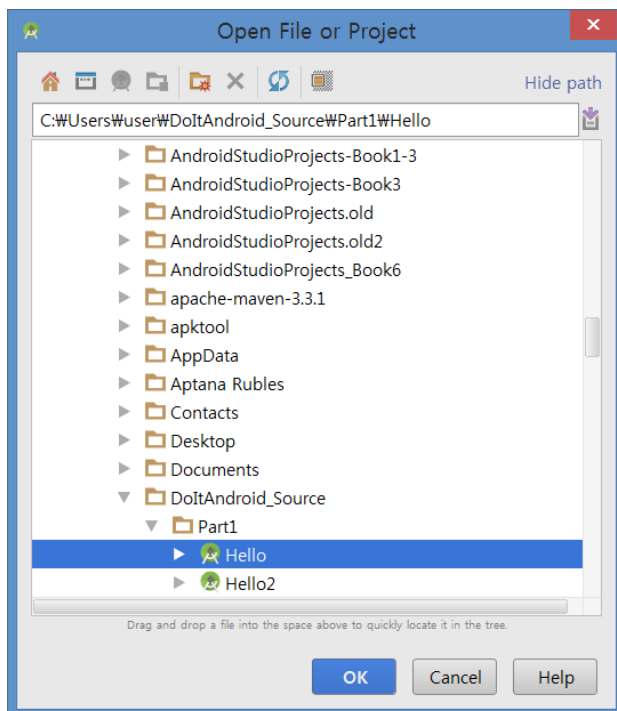 Open File or Project
Hide path
C:₩Users₩user₩DoItAndroid_Source₩Part1₩Hello
AndroidStudioProjects-Book1-3
AndroidStudioProjects-Book3
AndroidStudioProjects.old
AndroidStudioProjects.old2
AndroidStudioProjects_Book6
apache-maven-3.3.1
apktool
AppData
Aptana Rubles
Contacts
Desktop
Documents
DoItAndroid_Source
Part1
Hello
Hello2
Drag and drop a file into the space above to quickly locate it in the tree.
OK Cancel Help